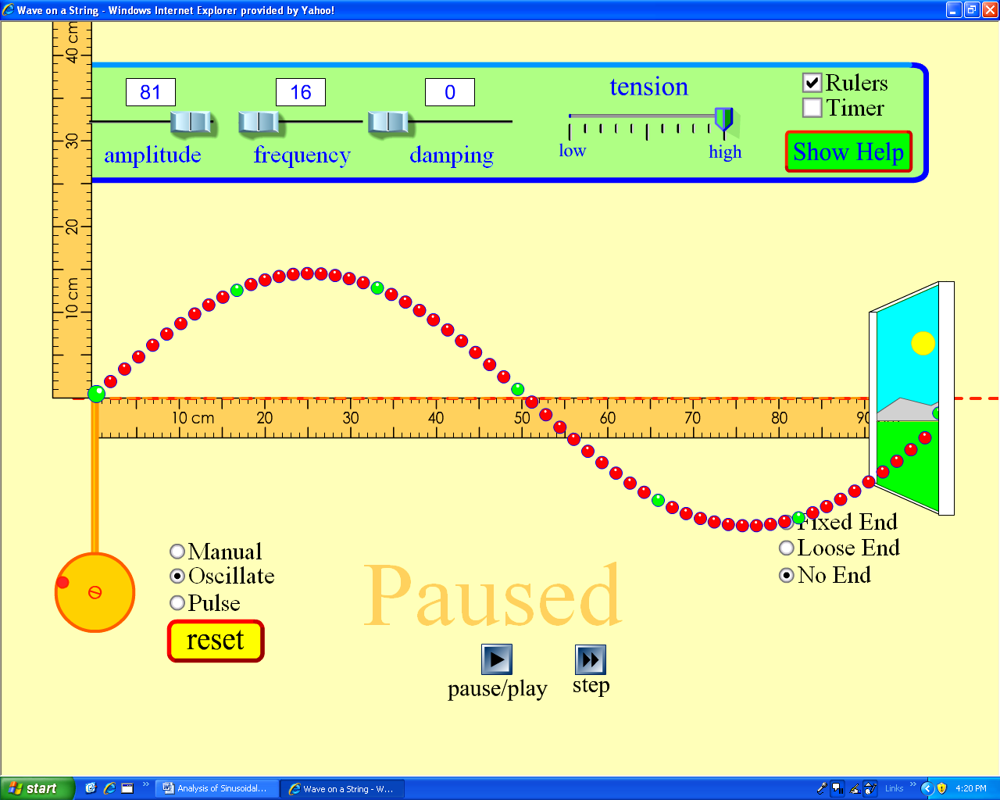 Wave on a String - Windows Internet Explorer provided by Yahoo!
40 cm
30
20
10 cm
81
16
0
amplitude
frequency
damping
tension
low
high
Rulers
Timer
Show Help
10 cm
20
30
40
50
60
70
80
90
Fixed End
Loose End
No End
Manual
Oscillate
Pulse
reset
Paused
pause/play
step
start
Analysis of Sinusoidal...
Wave on a String - W...
Links
4:20 PM